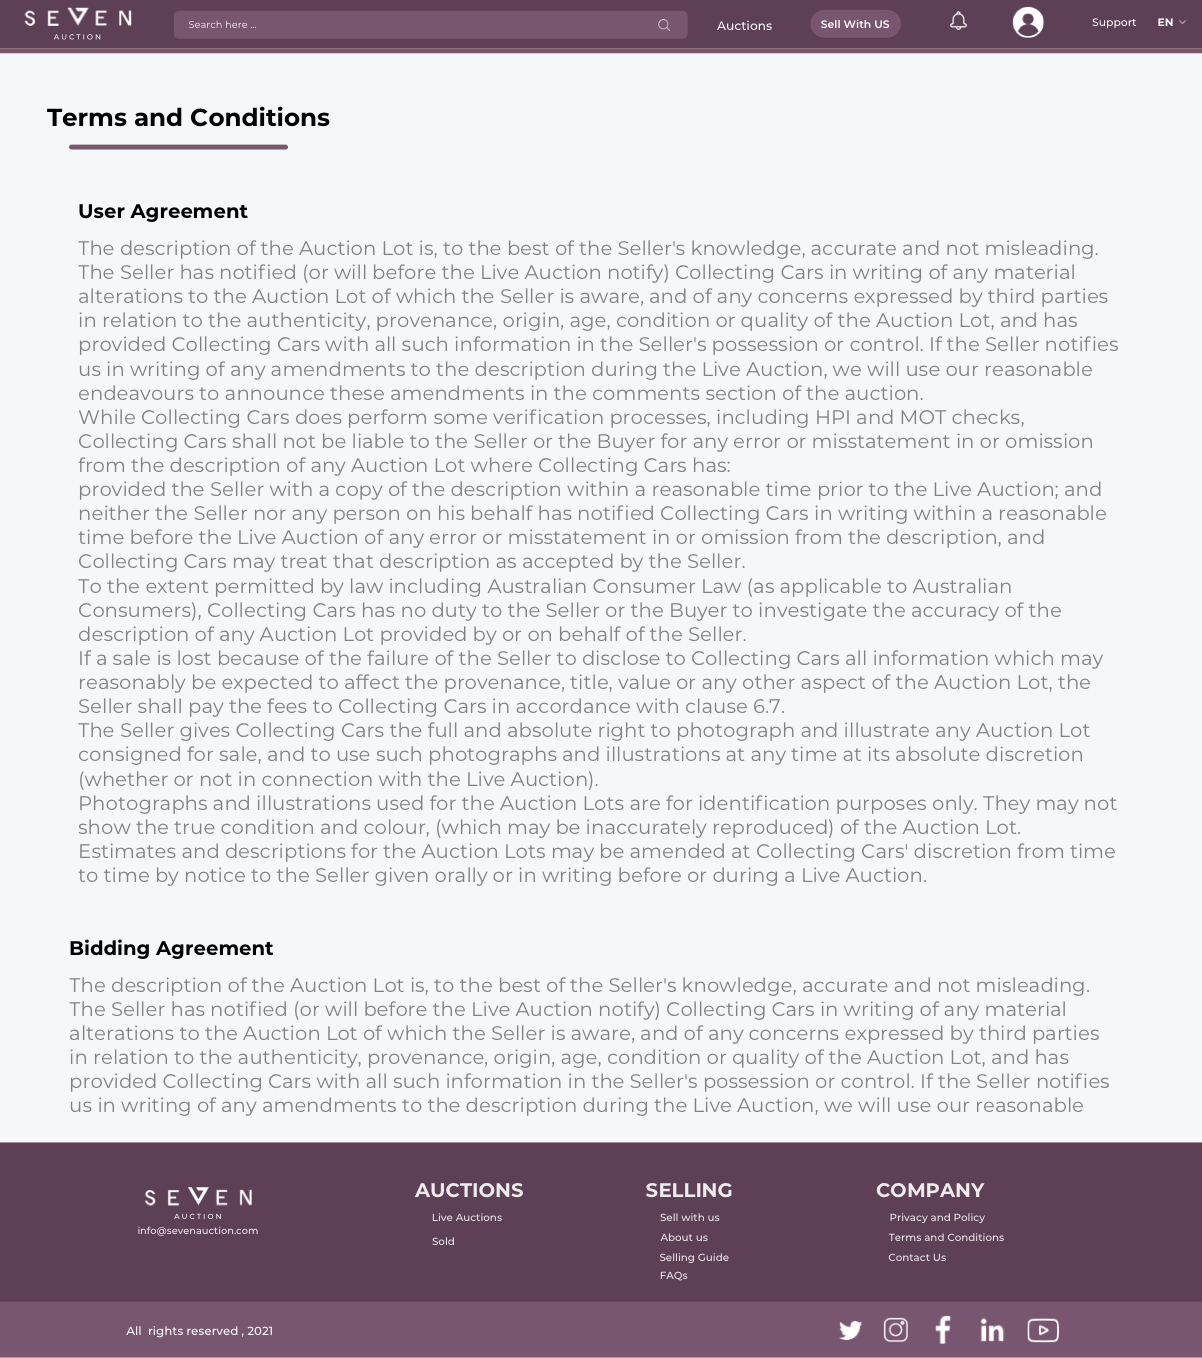 SEVEN
AUCTION
Search here ...
Auctions
Sell With US
Support
EN
Terms and Conditions
User Agreement
The description of the Auction Lot is, to the best of the Seller's knowledge, accurate and not misleading.
The Seller has notified (or will before the Live Auction notify) Collecting Cars in writing of any material
alterations to the Auction Lot of which the Seller is aware, and of any concerns expressed by third parties
in relation to the authenticity, provenance, origin, age, condition or quality of the Auction Lot, and has
provided Collecting Cars with all such information in the Seller's possession or control. If the Seller notifies
us in writing of any amendments to the description during the Live Auction, we will use our reasonable
endeavours to announce these amendments in the comments section of the auction.
While Collecting Cars does perform some verification processes, including HPI and MOT checks,
Collecting Cars shall not be liable to the Seller or the Buyer for any error or misstatement in or omission
from the description of any Auction Lot where Collecting Cars has:
provided the Seller with a copy of the description within a reasonable time prior to the Live Auction; and
neither the Seller nor any person on his behalf has notified Collecting Cars in writing within a reasonable
time before the Live Auction of any error or misstatement in or omission from the description, and
Collecting Cars may treat that description as accepted by the Seller.
To the extent permitted by law including Australian Consumer Law (as applicable to Australian
Consumers), Collecting Cars has no duty to the Seller or the Buyer to investigate the accuracy of the
description of any Auction Lot provided by or on behalf of the Seller.
If a sale is lost because of the failure of the Seller to disclose to Collecting Cars all information which may
reasonably be expected to affect the provenance, title, value or any other aspect of the Auction Lot, the
Seller shall pay the fees to Collecting Cars in accordance with clause 6.7.
The Seller gives Collecting Cars the full and absolute right to photograph and illustrate any Auction Lot
consigned for sale, and to use such photographs and illustrations at any time at its absolute discretion
(whether or not in connection with the Live Auction).
Photographs and illustrations used for the Auction Lots are for identification purposes only. They may not
show the true condition and colour, (which may be inaccurately reproduced) of the Auction Lot.
Estimates and descriptions for the Auction Lots may be amended at Collecting Cars' discretion from time
to time by notice to the Seller given orally or in writing before or during a Live Auction.
Bidding Agreement
The description of the Auction Lot is, to the best of the Seller's knowledge, accurate and not misleading.
The Seller has notified (or will before the Live Auction notify) Collecting Cars in writing of any material
alterations to the Auction Lot of which the Seller is aware, and of any concerns expressed by third parties
in relation to the authenticity, provenance, origin, age, condition or quality of the Auction Lot, and has
provided Collecting Cars with all such information in the Seller's possession or control. If the Seller notifies
us in writing of any amendments to the description during the Live Auction, we will use our reasonable
SEVEN
AUCTION
info@sevenauction.com
AUCTIONS
Live Auctions
Sold
SELLING
Sell with us
About us
Selling Guide
FAQs
COMPANY
Privacy and Policy
Terms and Conditions
Contact Us
All rights reserved , 2021